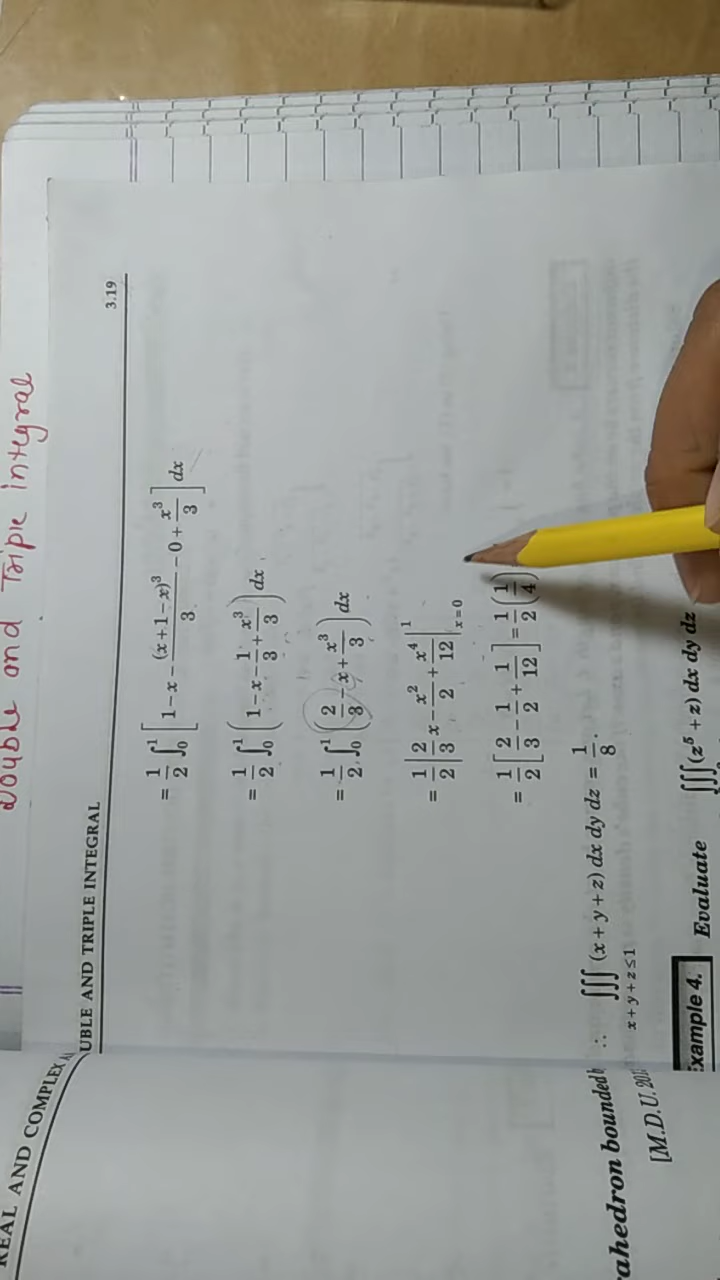 Double and Triple integral
REAL AND COMPLEX
UBLE AND TRIPLE INTEGRAL 3.19
= 1/2 ∫₀¹ [1 − x − (x+1−x)³/3 − 0 + x³/3] dx
= 1/2 ∫₀¹ (1 − x − 1/3 + x³/3) dx
= 1/2 ∫₀¹ (2/3 − x + x³/3) dx
= 1/2 |2/3 x − x²/2 + x⁴/12|¹ₓ₌₀
= 1/2 [2/3 − 1/2 + 1/12] = 1/2 (1/4)
∴ ∫∫∫ (x + y + z) dx dy dz = 1/8.
x + y + z ≤ 1
ahedron bounded
[M.D.U. 201
xample 4. Evaluate ∫∫∫ (z⁵ + z) dx dy dz